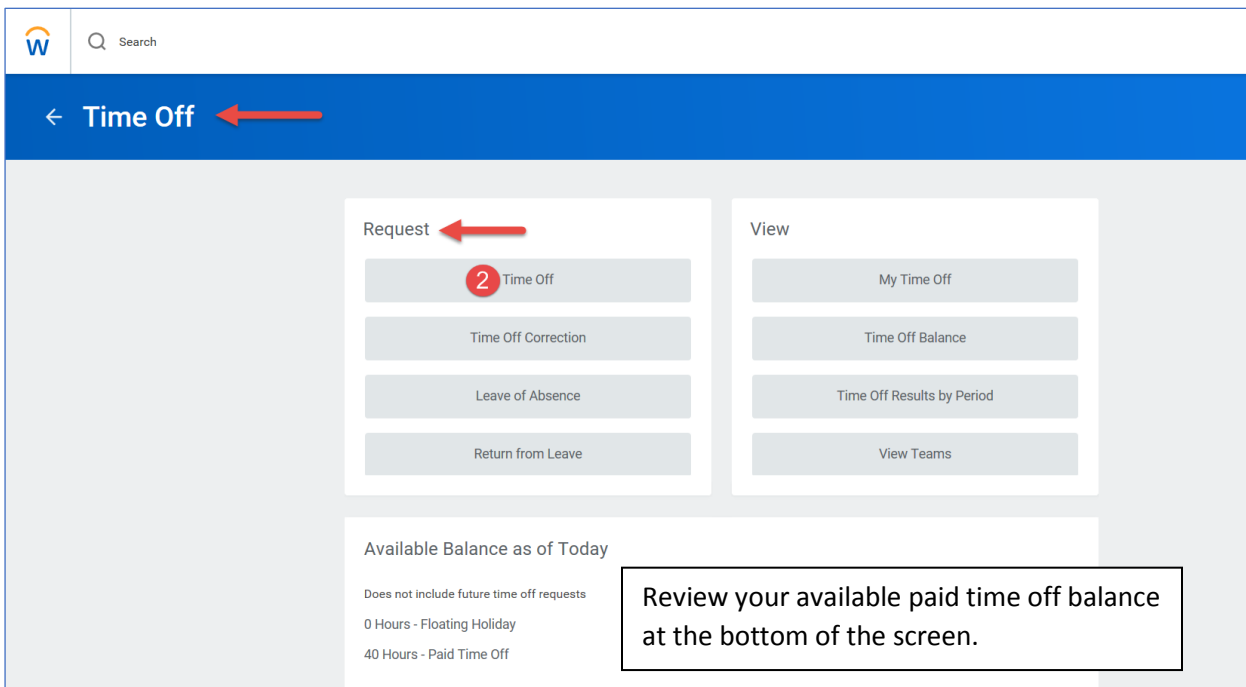 W
Search
Time Off
Request
2 Time Off
Time Off Correction
Leave of Absence
Return from Leave
View
My Time Off
Time Off Balance
Time Off Results by Period
View Teams
Available Balance as of Today
Does not include future time off requests
0 Hours - Floating Holiday
40 Hours - Paid Time Off
Review your available paid time off balance
at the bottom of the screen.